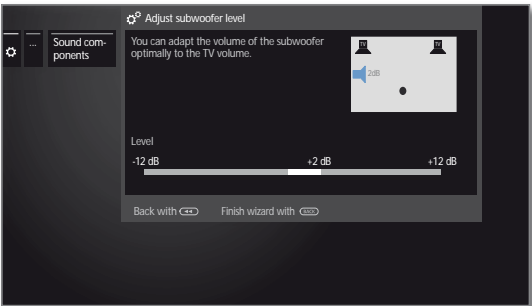 Adjust subwoofer level
...
Sound com-
ponents
You can adapt the volume of the subwoofer
optimally to the TV volume.
TV TV
2dB
Level
-12 dB +2 dB +12 dB
Back with Finish wizard with BACK